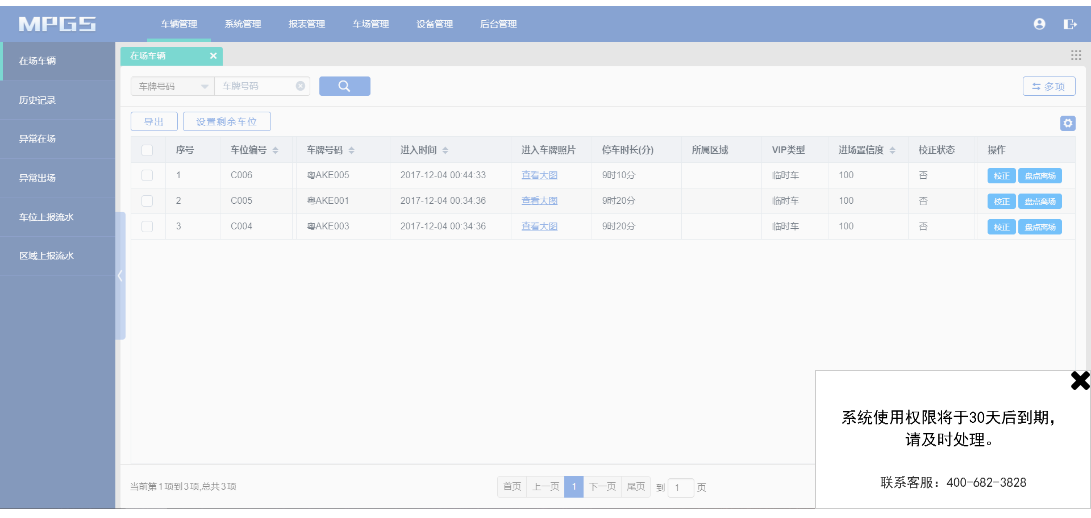 MPGS 车辆管理 系统管理 报表管理 车场管理 设备管理 后台管理
在场车辆
历史记录
异常在场
异常出场
车位上报流水
区域上报流水
在场车辆
车牌号码 车牌号码 多项
导出 设置剩余车位
序号 车位编号 车牌号码 进入时间 进入车牌照片 停车时长(分) 所属区域 VIP类型 进场置信度 校正状态 操作
1 C006 粤AKE005 2017-12-04 00:44:33 查看大图 9时10分 临时车 100 否 校正 盘点离场
2 C005 粤AKE001 2017-12-04 00:34:36 查看大图 9时20分 临时车 100 否 校正 盘点离场
3 C004 粤AKE003 2017-12-04 00:34:36 查看大图 9时20分 临时车 100 否 校正 盘点离场
当前第1项到3项,总共3项 首页 上一页 1 下一页 尾页 到 1 页
系统使用权限将于30天后到期，
请及时处理。
联系客服：400-682-3828